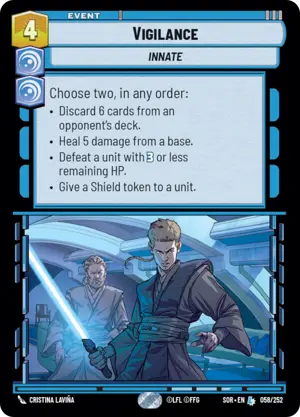 EVENT
4
VIGILANCE
INNATE
Choose two, in any order:
• Discard 6 cards from an
opponent's deck.
• Heal 5 damage from a base.
• Defeat a unit with 3 or less
remaining HP.
• Give a Shield token to a unit.
CRISTINA LAVIÑA
©LFL ©FFG
SOR • EN 058/252